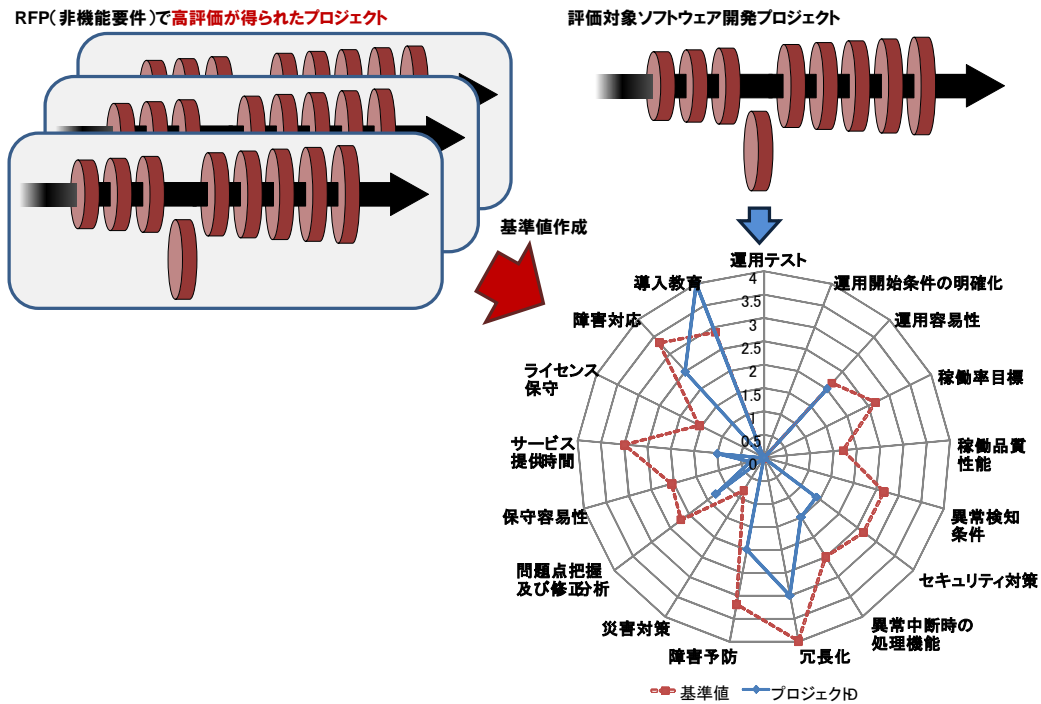 RFP(非機能要件)で高評価が得られたプロジェクト
評価対象ソフトウェア開発プロジェクト
基準値作成
運用テスト
運用開始条件の明確化
運用容易性
稼働率目標
稼働品質
性能
異常検知
条件
セキュリティ対策
異常中断時の
処理機能
冗長化
障害予防
災害対策
問題点把握
及び修正分析
保守容易性
サービス
提供時間
ライセンス
保守
障害対応
導入教育
4
3.5
3
2.5
2
1.5
1
0.5
0
基準値
プロジェクトD